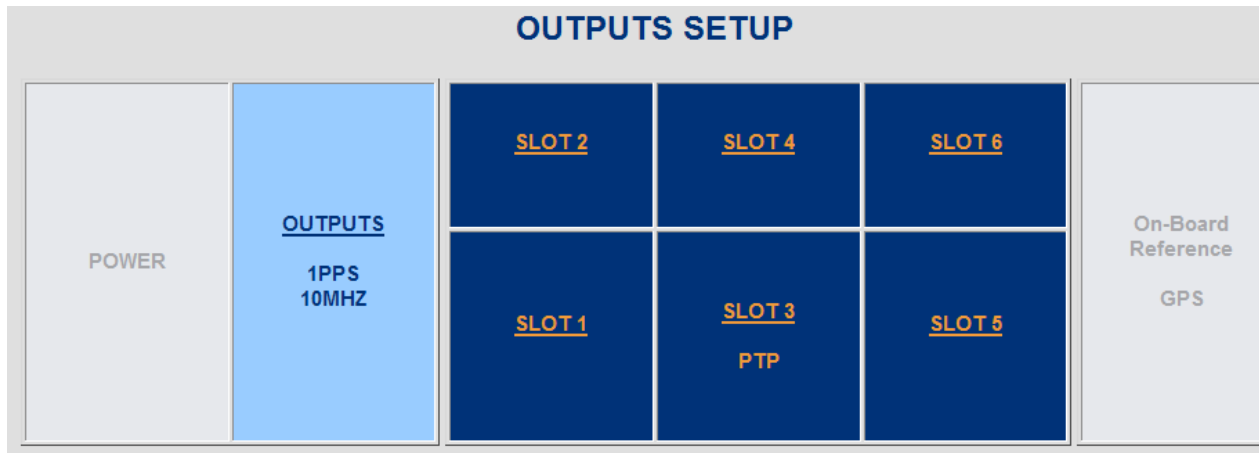 OUTPUTS SETUP
POWER
OUTPUTS
1PPS
10MHZ
SLOT 2
SLOT 4
SLOT 6
SLOT 1
SLOT 3
PTP
SLOT 5
On-Board
Reference
GPS